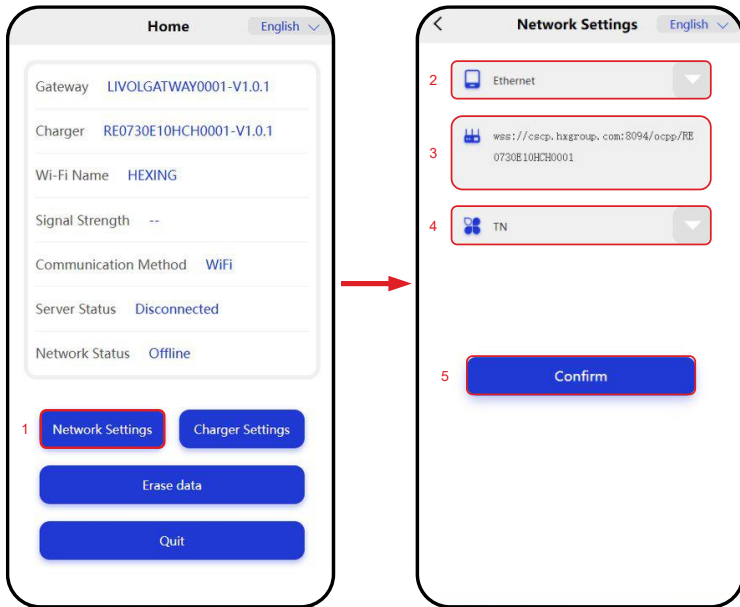 Home
English
Gateway LIVOLGATWAY0001-V1.0.1
Charger RE0730E10HCH0001-V1.0.1
Wi-Fi Name HEXING
Signal Strength --
Communication Method WiFi
Server Status Disconnected
Network Status Offline
1
Network Settings
Charger Settings
Erase data
Quit
Network Settings
English
2
Ethernet
3
wss://cscp.hxgroup.com:8094/ocpp/RE
0730E10HCH0001
4
TN
5
Confirm